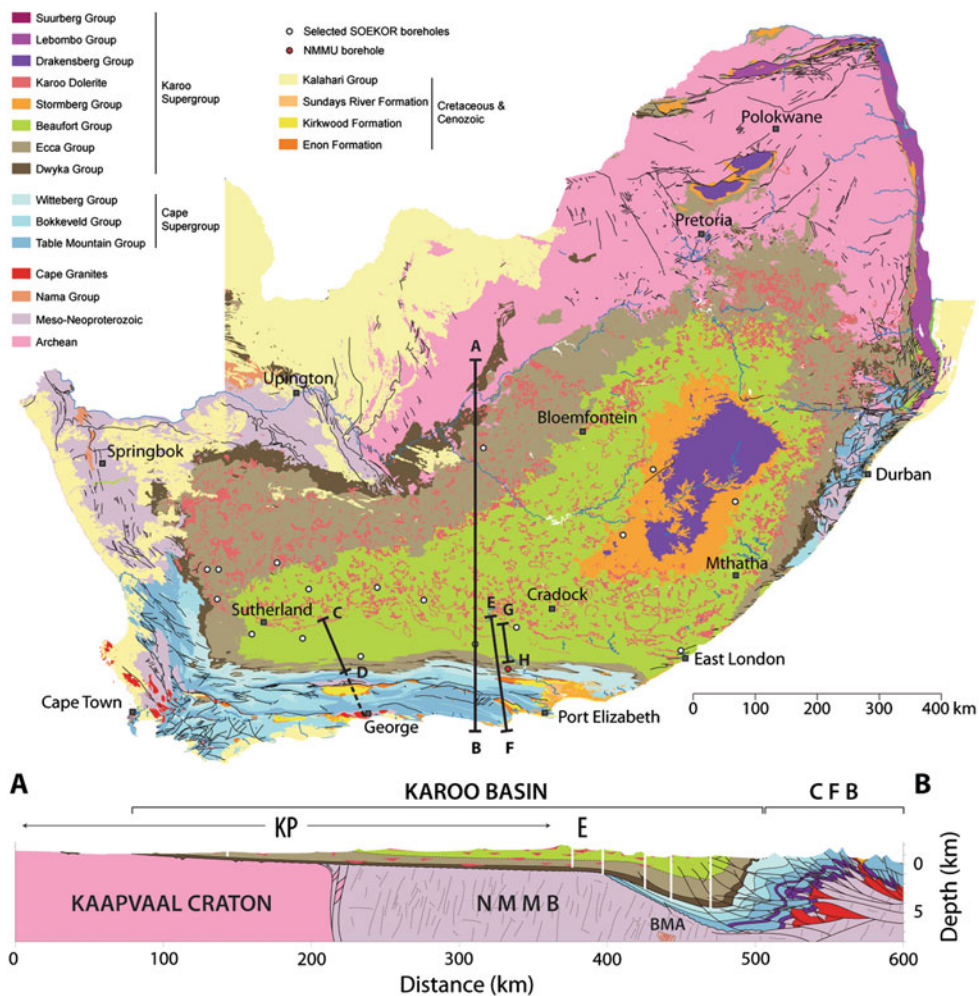 Suurberg Group
Lebombo Group
Drakensberg Group
Karoo Dolerite
Stormberg Group
Beaufort Group
Ecca Group
Dwyka Group
Karoo
Supergroup
Witteberg Group
Bokkeveld Group
Table Mountain Group
Cape
Supergroup
Cape Granites
Nama Group
Meso-Neoproterozoic
Archean
Selected SOEKOR boreholes
NMMU borehole
Kalahari Group
Sundays River Formation
Kirkwood Formation
Enon Formation
Cretaceous &
Cenozoic
Polokwane
Pretoria
A
Upington
Bloemfontein
Springbok
Durban
Mthatha
Cradock
E
G
C
Sutherland
H
East London
D
Cape Town
George
Port Elizabeth
B
F
0 100 200 300 400 km
A
KAROO BASIN
C F B
B
KP
E
0
KAAPVAAL CRATON
N M M B
BMA
5
Depth (km)
0 100 200 300 400 500 600
Distance (km)